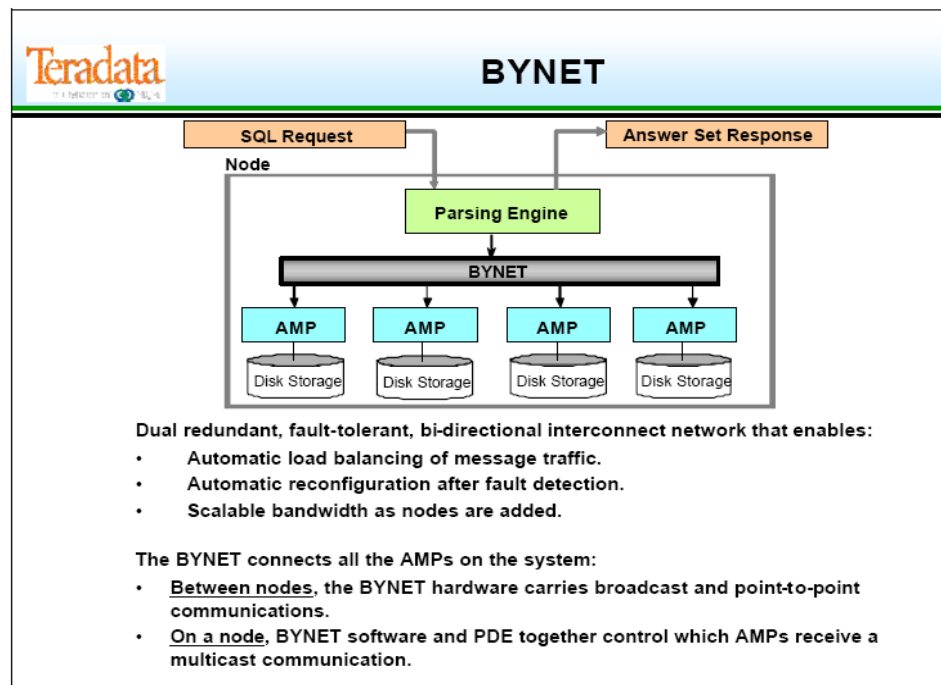 Teradata
BYNET
SQL Request
Answer Set Response
Node
Parsing Engine
BYNET
AMP
AMP
AMP
AMP
Disk Storage
Disk Storage
Disk Storage
Disk Storage
Dual redundant, fault-tolerant, bi-directional interconnect network that enables:
• Automatic load balancing of message traffic.
• Automatic reconfiguration after fault detection.
• Scalable bandwidth as nodes are added.
The BYNET connects all the AMPs on the system:
• Between nodes, the BYNET hardware carries broadcast and point-to-point
communications.
• On a node, BYNET software and PDE together control which AMPs receive a
multicast communication.